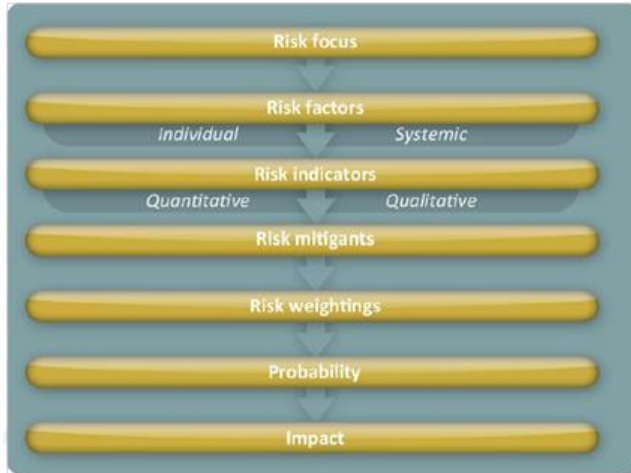 Risk focus
Risk factors
Individual Systemic
Risk indicators
Quantitative Qualitative
Risk mitigants
Risk weightings
Probability
Impact